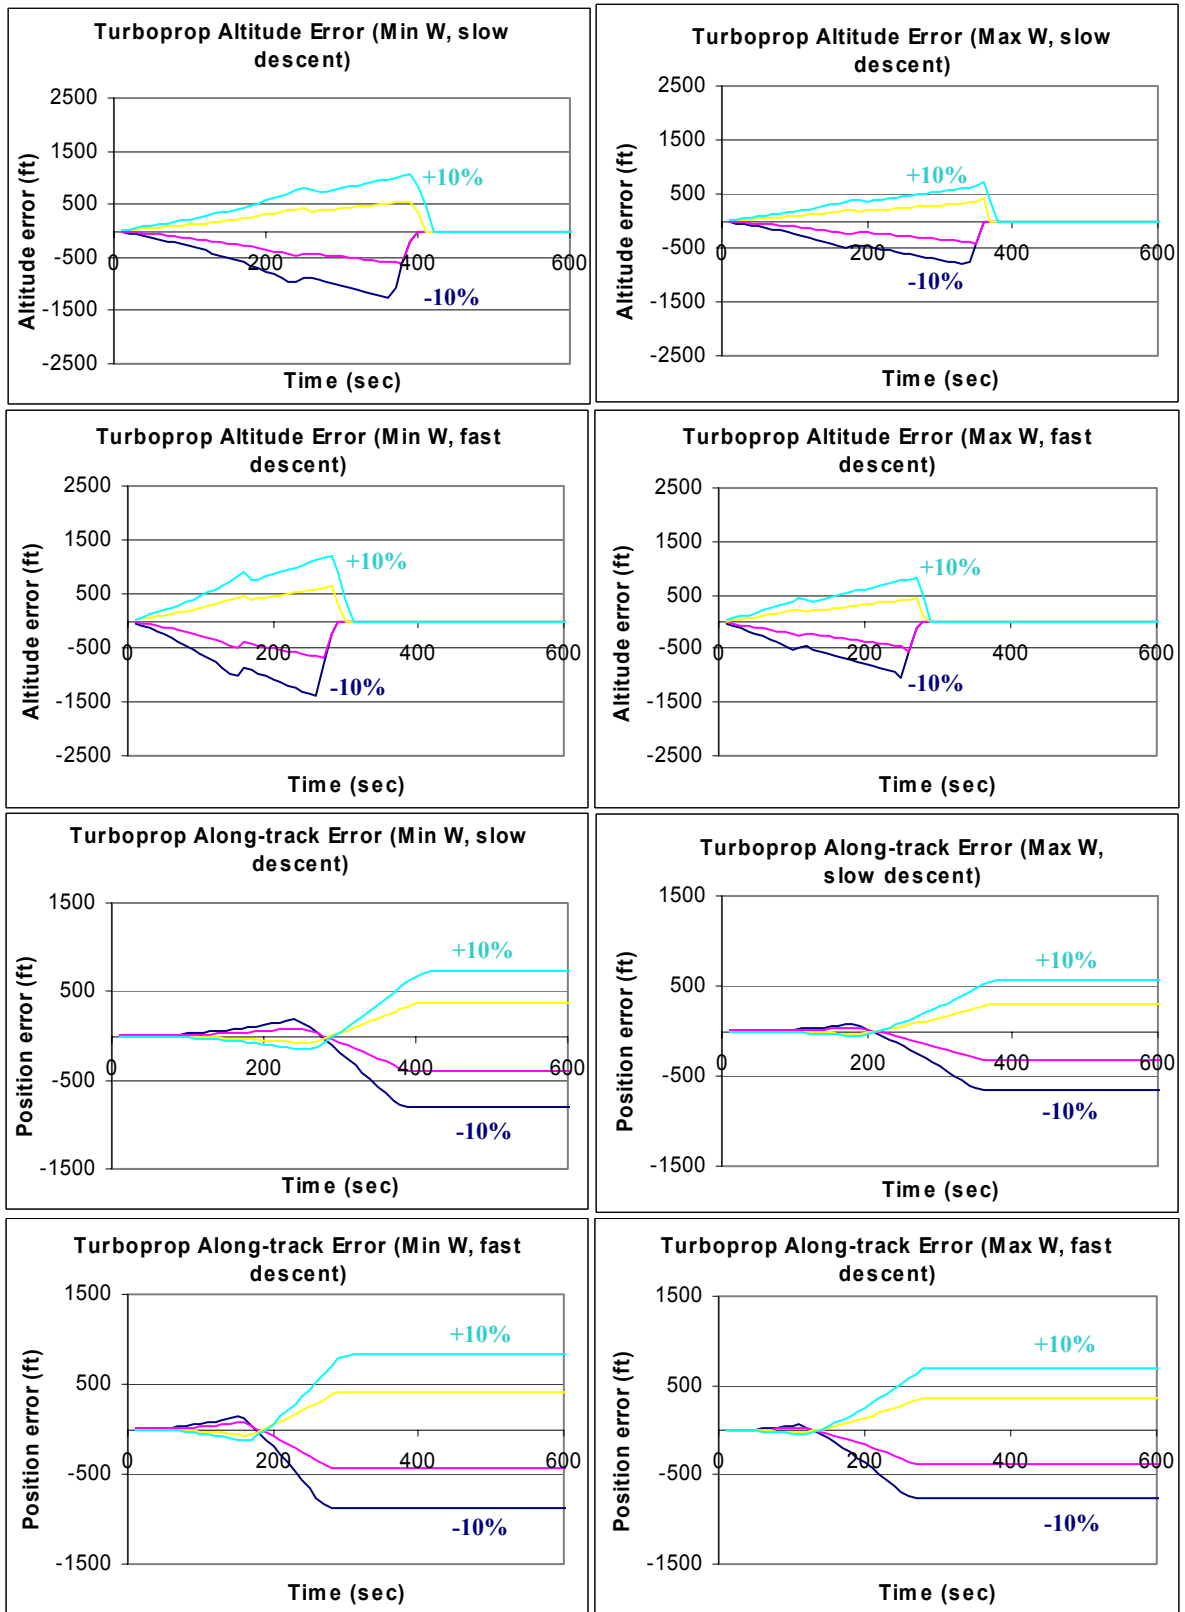 Turboprop Altitude Error (Min W, slow
descent)
2500
1500
500
-500
-1500
-2500
0
200
400
600
+10%
-10%
Altitude error (ft)
Time (sec)
Turboprop Altitude Error (Max W, slow
descent)
2500
1500
500
-500
-1500
-2500
0
200
400
600
+10%
-10%
Altitude error (ft)
Time (sec)
Turboprop Altitude Error (Min W, fast
descent)
2500
1500
500
-500
-1500
-2500
0
200
400
600
+10%
-10%
Altitude error (ft)
Time (sec)
Turboprop Altitude Error (Max W, fast
descent)
2500
1500
500
-500
-1500
-2500
0
200
400
600
+10%
-10%
Altitude error (ft)
Time (sec)
Turboprop Along-track Error (Min W, slow
descent)
1500
500
-500
-1500
0
200
400
600
+10%
-10%
Position error (ft)
Time (sec)
Turboprop Along-track Error (Max W,
slow descent)
1500
500
-500
-1500
0
200
400
600
+10%
-10%
Position error (ft)
Time (sec)
Turboprop Along-track Error (Min W, fast
descent)
1500
500
-500
-1500
0
200
400
600
+10%
-10%
Position error (ft)
Time (sec)
Turboprop Along-track Error (Max W, fast
descent)
1500
500
-500
-1500
0
200
400
600
+10%
-10%
Position error (ft)
Time (sec)